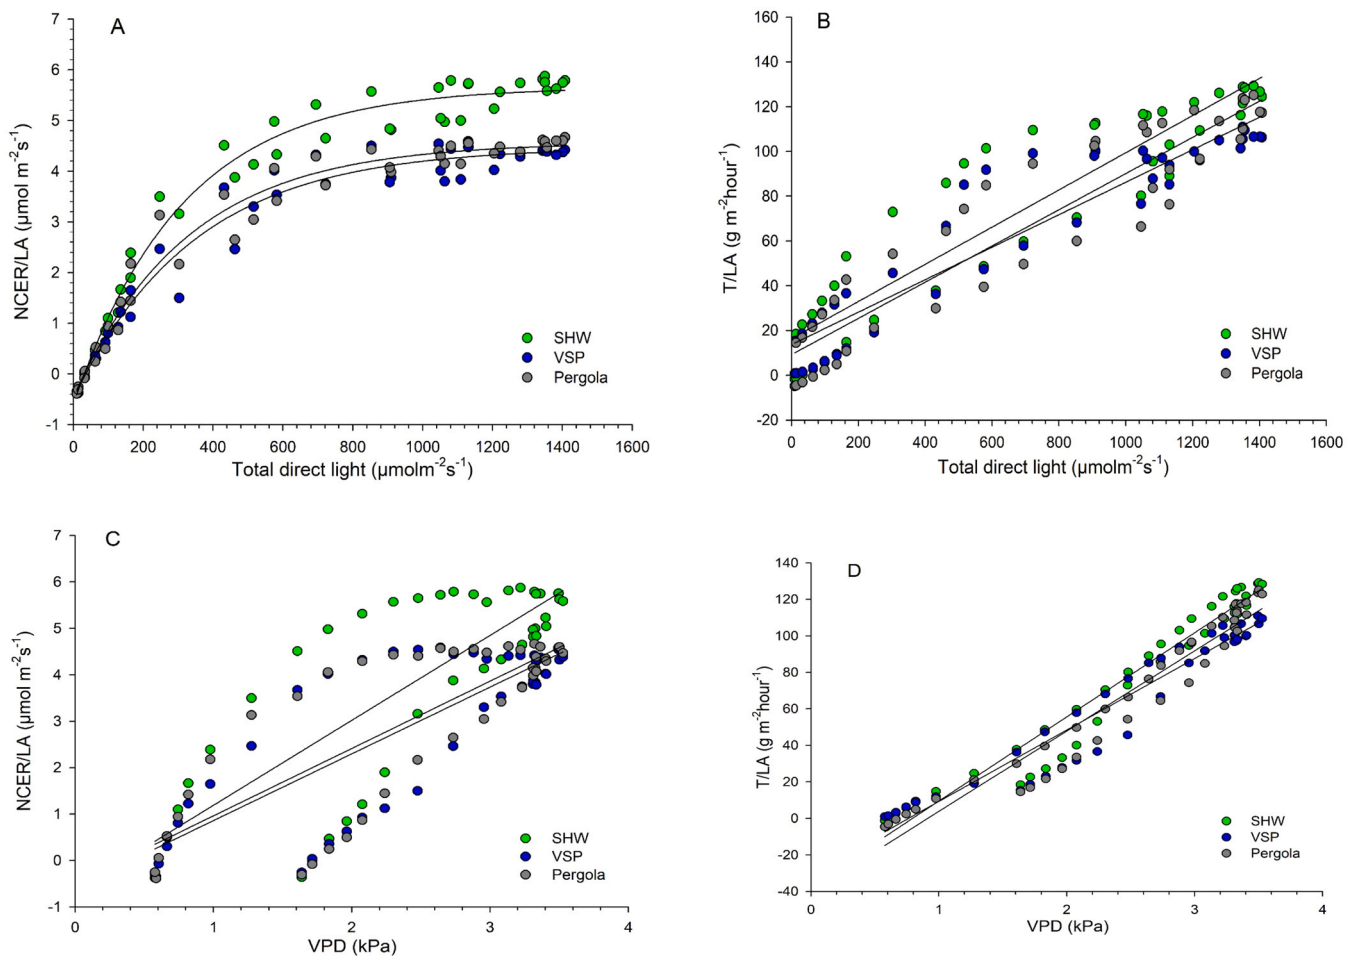 A
NCER/LA (µmol m⁻²s⁻¹)
7
6
5
4
3
2
1
0
-1
SHW
VSP
Pergola
0 200 400 600 800 1000 1200 1400 1600
Total direct light (µmolm⁻²s⁻¹)
B
T/LA (g m⁻²hour⁻¹)
160
140
120
100
80
60
40
20
0
-20
SHW
VSP
Pergola
0 200 400 600 800 1000 1200 1400 1600
Total direct light (µmolm⁻²s⁻¹)
C
NCER/LA (µmol m⁻²s⁻¹)
7
6
5
4
3
2
1
0
-1
SHW
VSP
Pergola
0 1 2 3 4
VPD (kPa)
D
T/LA (g m⁻²hour⁻¹)
140
120
100
80
60
40
20
0
-20
-40
SHW
VSP
Pergola
0 1 2 3 4
VPD (kPa)